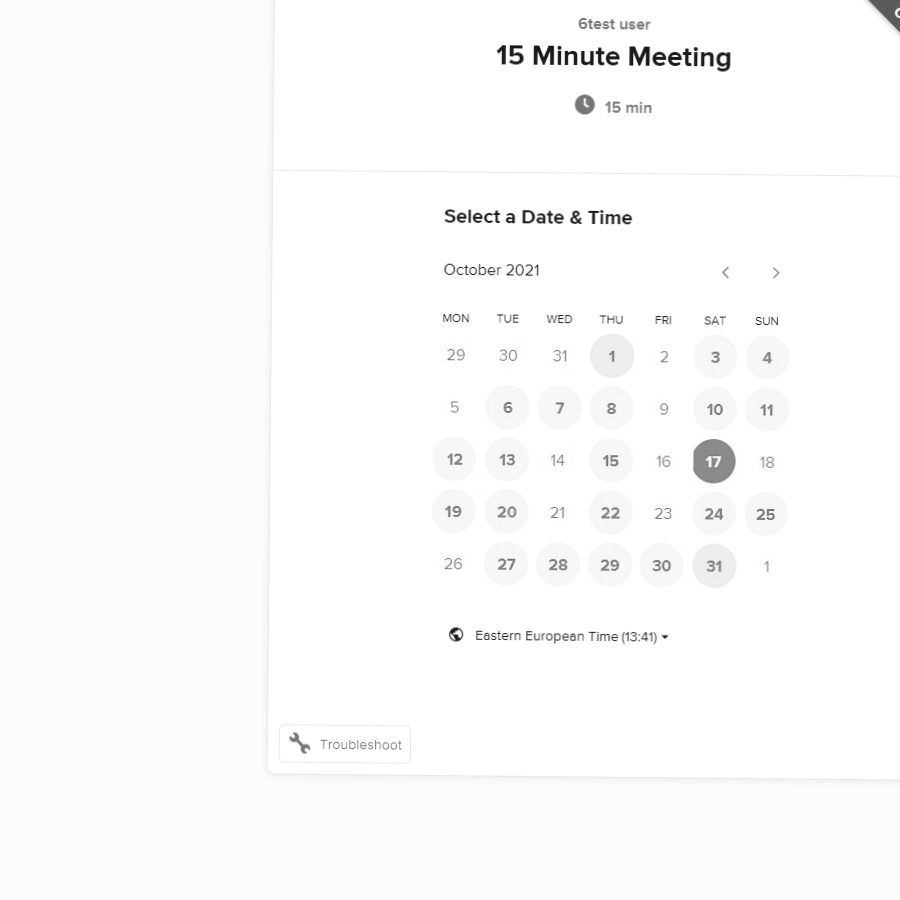 6test user
15 Minute Meeting
15 min
Select a Date & Time
October 2021
MON TUE WED THU FRI SAT SUN
29 30 31 1 2 3 4
5 6 7 8 9 10 11
12 13 14 15 16 17 18
19 20 21 22 23 24 25
26 27 28 29 30 31 1
Eastern European Time (13:41)
Troubleshoot